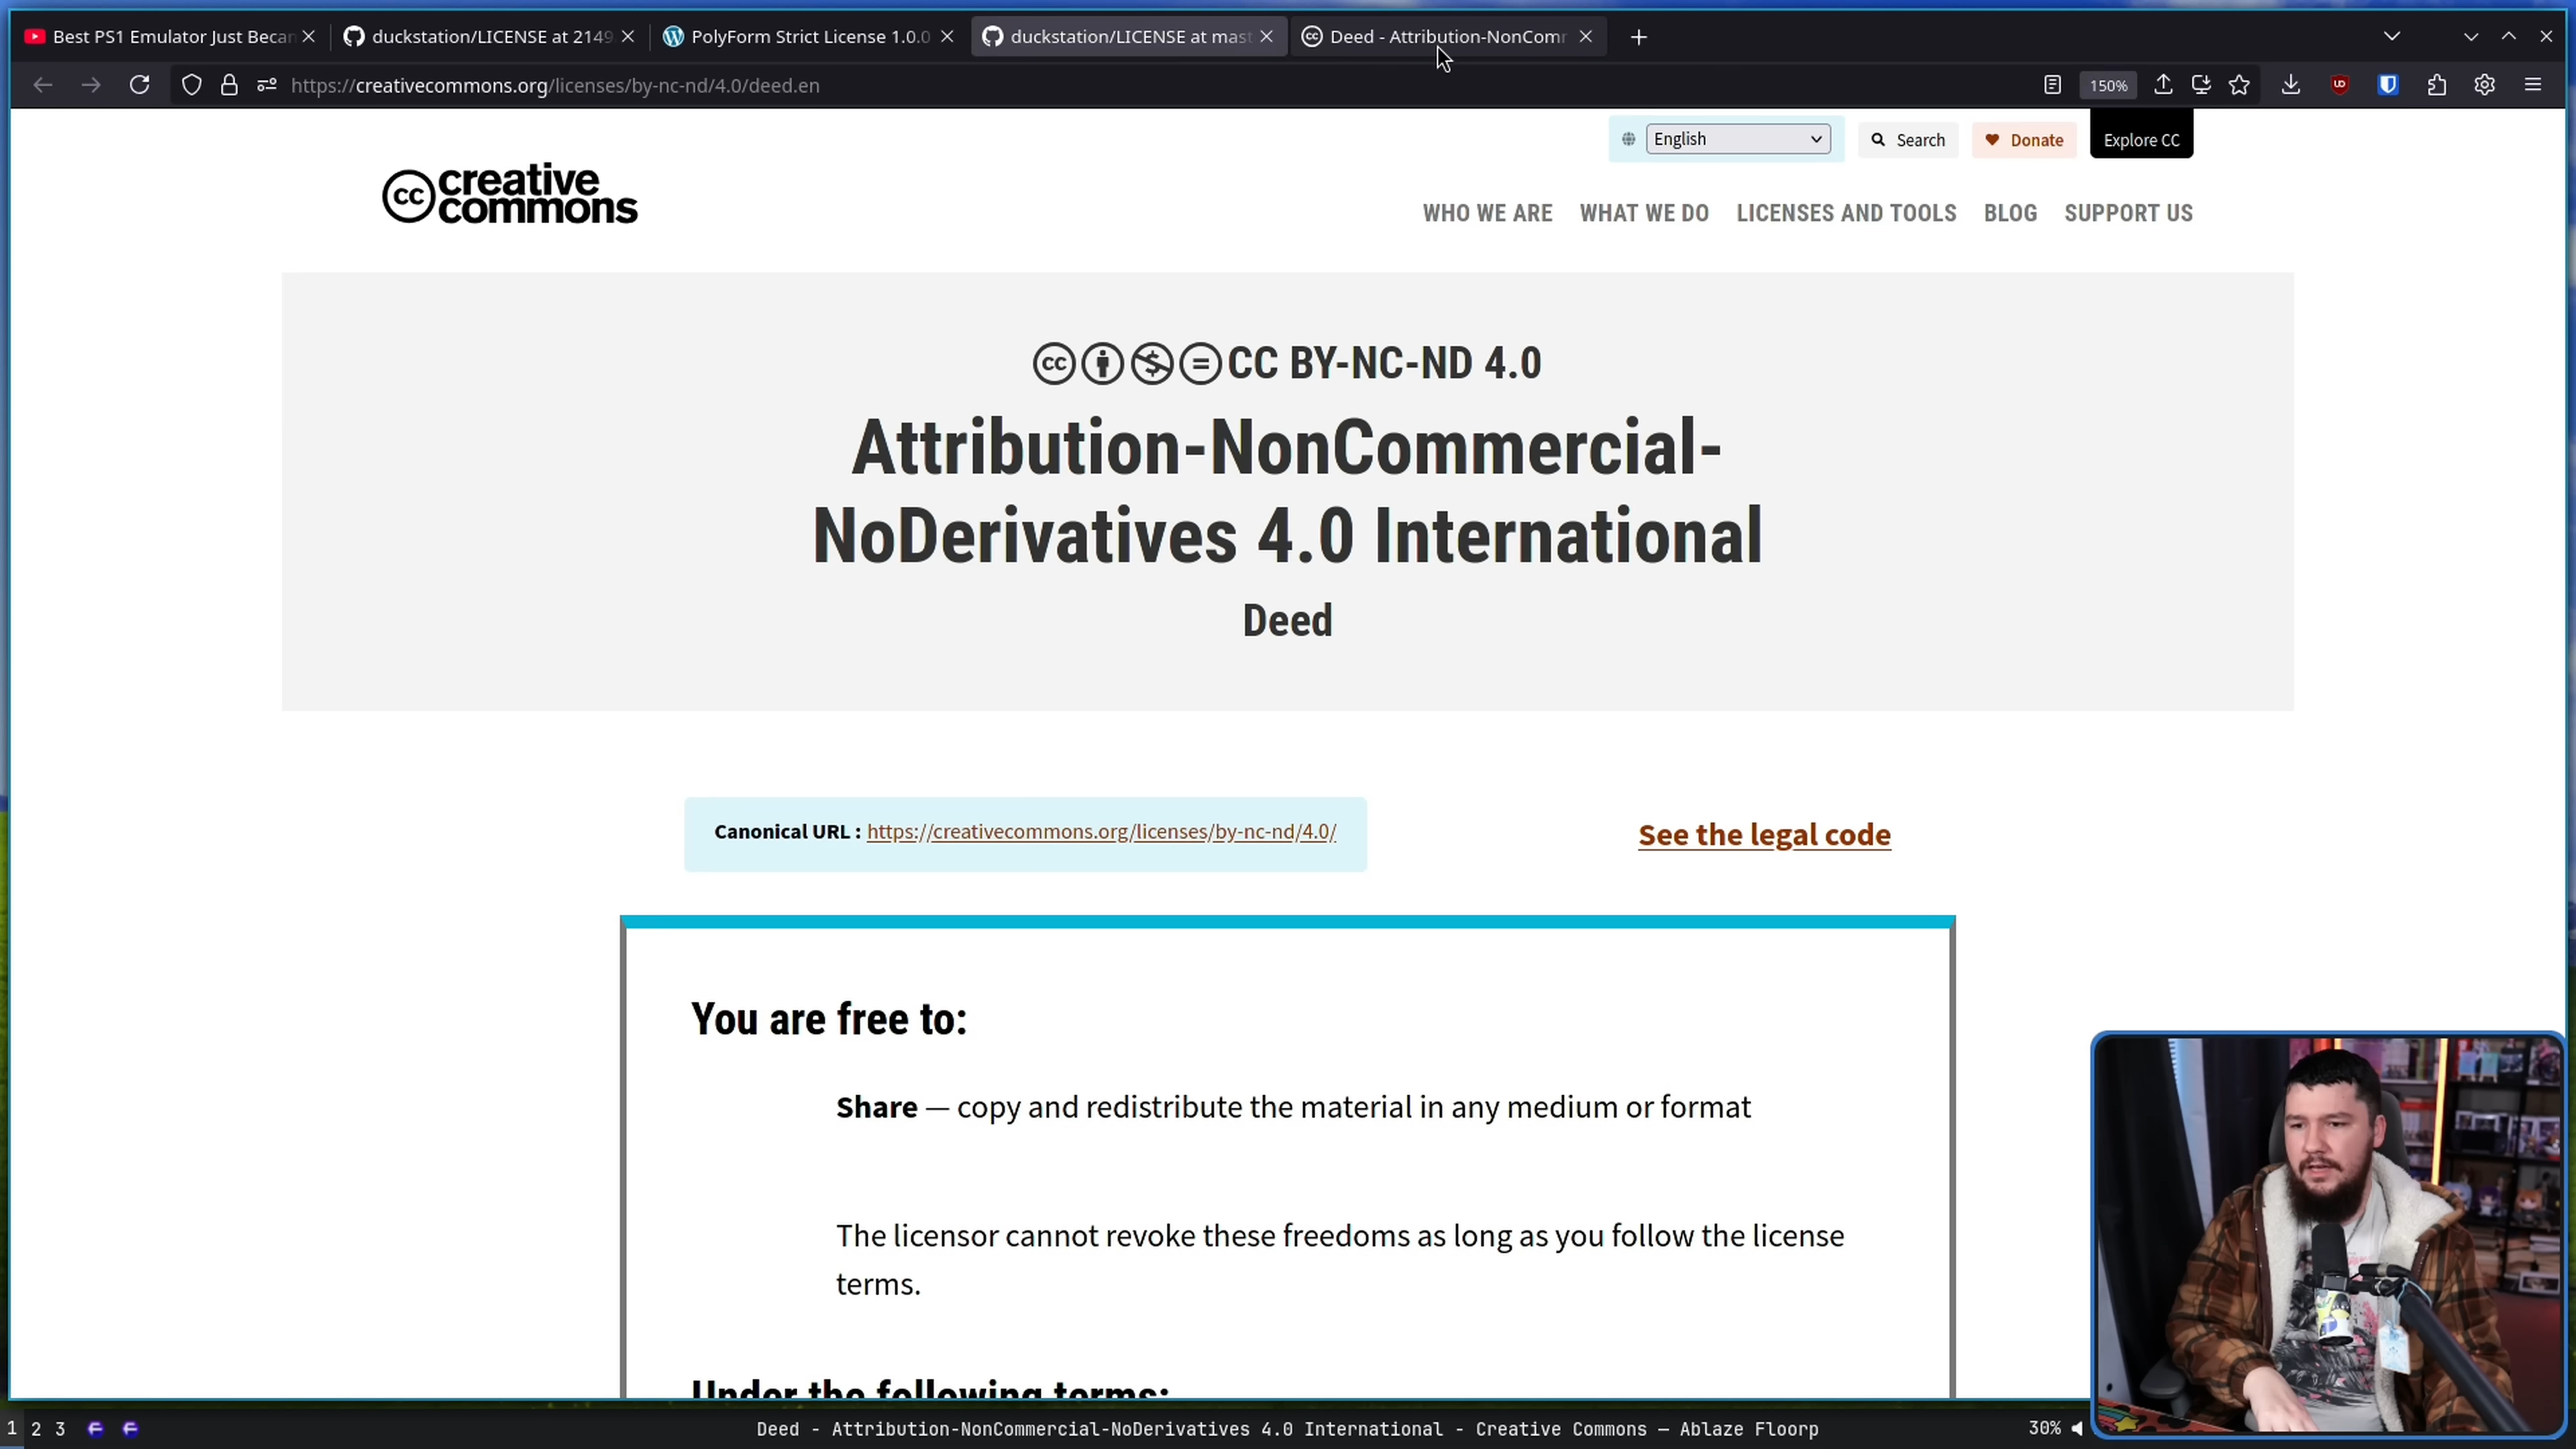 Best PS1 Emulator Just Becan
duckstation/LICENSE at 2149
PolyForm Strict License 1.0.0
duckstation/LICENSE at mast
Deed - Attribution-NonComm
https://creativecommons.org/licenses/by-nc-nd/4.0/deed.en
150%
English
Search
Donate
Explore CC
creative
commons
WHO WE ARE
WHAT WE DO
LICENSES AND TOOLS
BLOG
SUPPORT US
CC BY-NC-ND 4.0
Attribution-NonCommercial-
NoDerivatives 4.0 International
Deed
Canonical URL : https://creativecommons.org/licenses/by-nc-nd/4.0/
See the legal code
You are free to:
Share — copy and redistribute the material in any medium or format
The licensor cannot revoke these freedoms as long as you follow the license
terms.
Under the following terms:
1 2 3
Deed - Attribution-NonCommercial-NoDerivatives 4.0 International - Creative Commons — Ablaze Floorp
30%